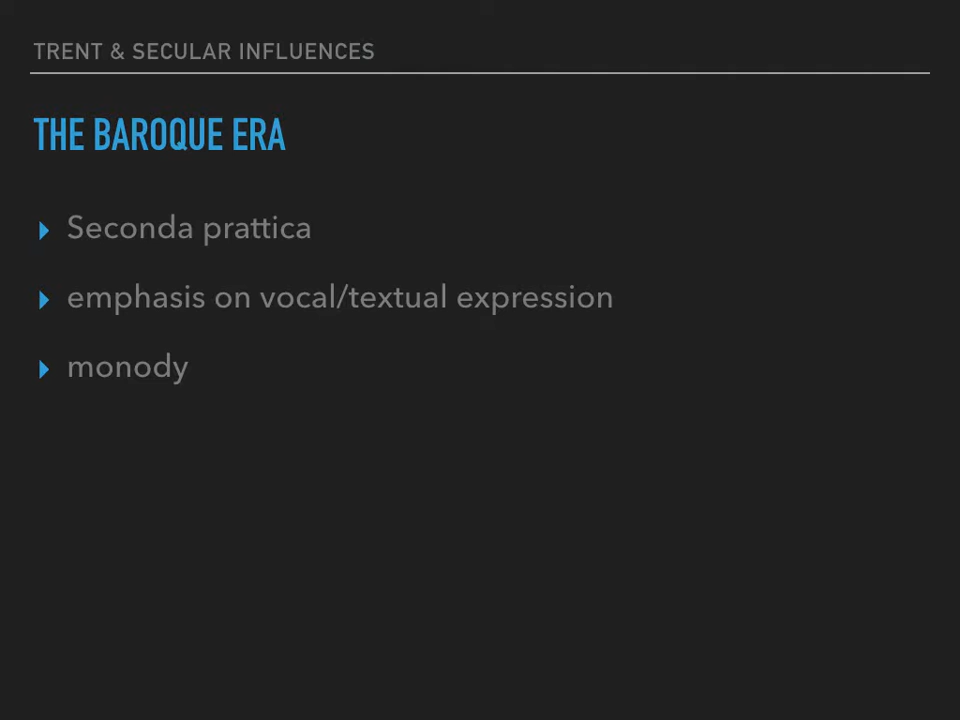 TRENT & SECULAR INFLUENCES
THE BAROQUE ERA
Seconda prattica
emphasis on vocal/textual expression
monody